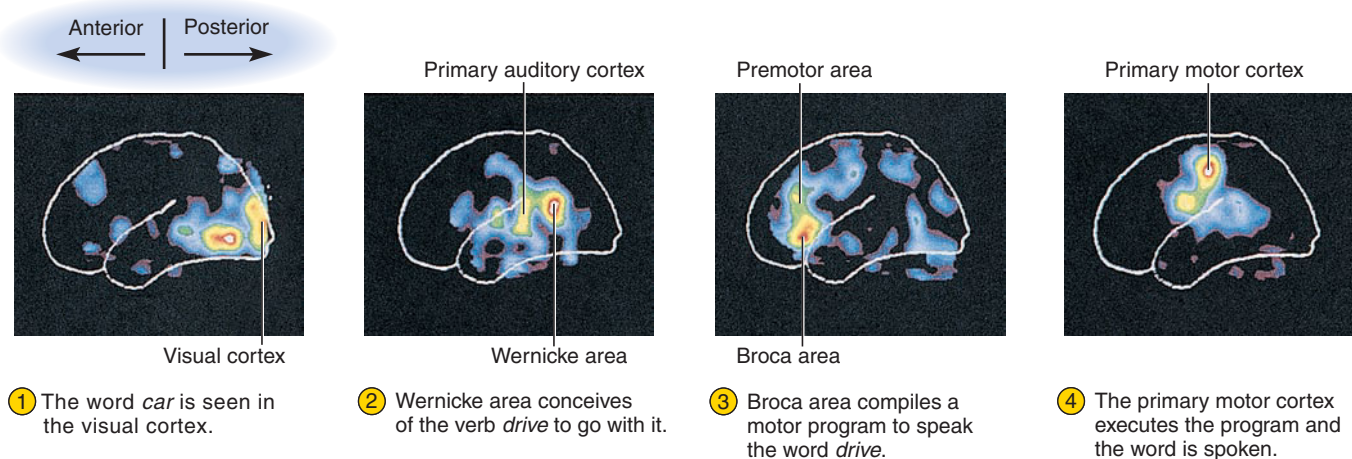 Anterior Posterior
Primary auditory cortex
Premotor area
Primary motor cortex
Visual cortex
Wernicke area
Broca area
1 The word car is seen in
the visual cortex.
2 Wernicke area conceives
of the verb drive to go with it.
3 Broca area compiles a
motor program to speak
the word drive.
4 The primary motor cortex
executes the program and
the word is spoken.